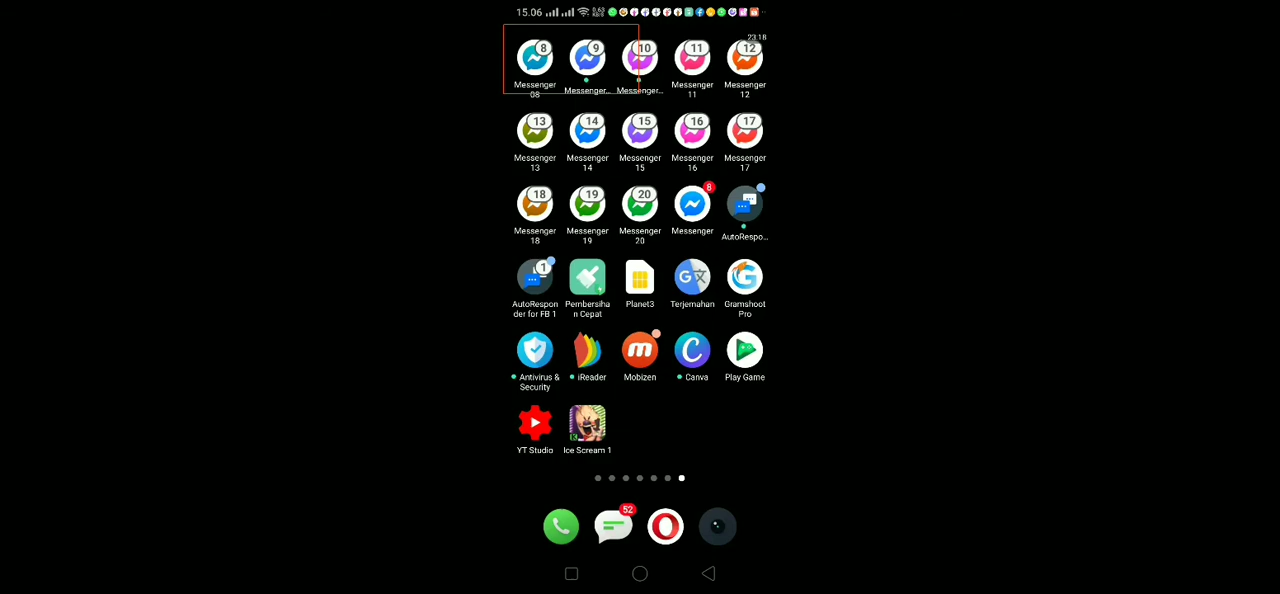 15.06 0,63 KB/S
23:18
8 9 10 11 12
Messenger 08
Messenger...
Messenger...
Messenger 11
Messenger 12
13 14 15 16 17
Messenger 13
Messenger 14
Messenger 15
Messenger 16
Messenger 17
18 19 20 8
Messenger 18
Messenger 19
Messenger 20
Messenger
AutoRespo...
1
AutoRespon
der for FB 1
Pembersiha
n Cepat
Planet3
Terjemahan
Gramshoot
Pro
Antivirus &
Security
iReader
Mobizen
Canva
Play Game
YT Studio
Ice Scream 1
52